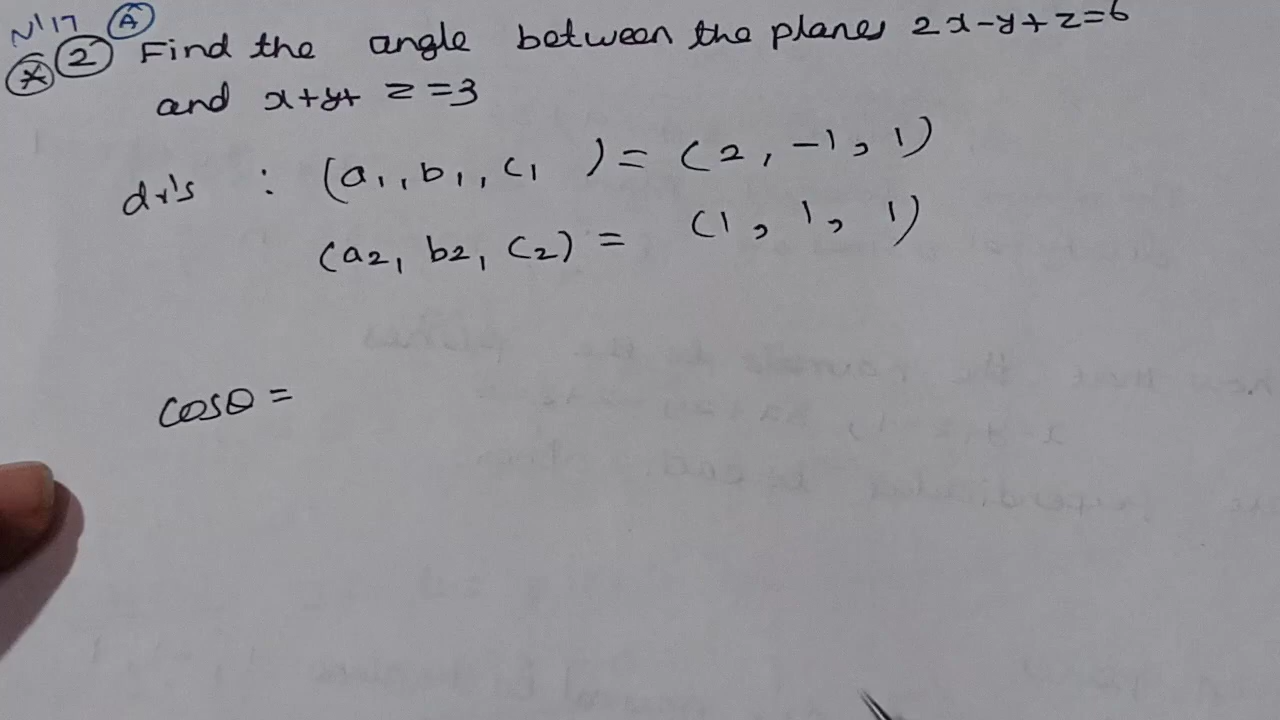 N'17 (A)
* (2) Find the angle between the planes 2x-y+z=6
and x+y+ z=3
dr's : (a1, b1, c1 ) = (2, -1, 1)
(a2, b2, c2) = (1, 1, 1)
cosθ =